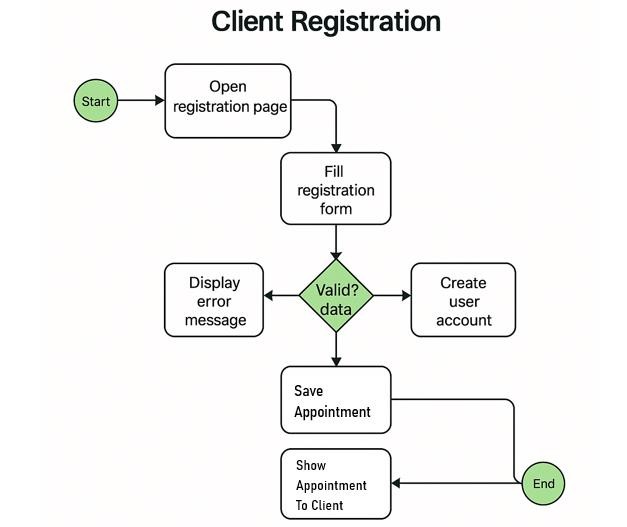 Client Registration
Start
Open
registration page
Fill
registration
form
Display
error
message
Valid?
data
Create
user
account
Save
Appointment
Show
Appointment
To Client
End